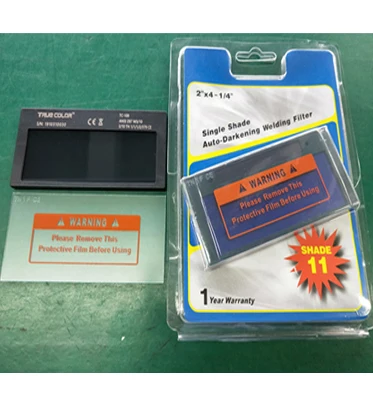 TRUE COLOR
WARNING
Please Remove This
Protective Film Before Using
2"x4-1/4"
Single Shade
Auto-Darkening Welding Filter
WARNING
Please Remove This
Protective Film Before Using
SHADE
11
1 Year Warranty